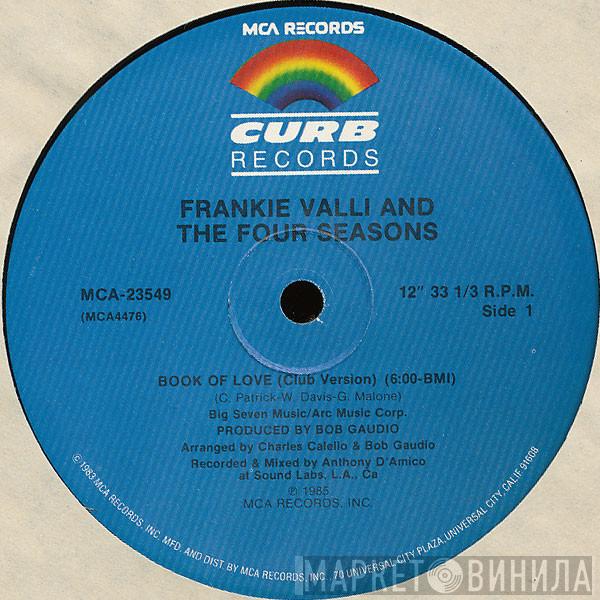 MCA RECORDS
CURB
RECORDS
FRANKIE VALLI AND
THE FOUR SEASONS
MCA-23549
(MCA4476)
12" 33 1/3 R.P.M.
Side 1
BOOK OF LOVE (Club Version) (6:00-BMI)
(C. Patrick-W. Davis-G. Malone)
Big Seven Music/Arc Music Corp.
PRODUCED BY BOB GAUDIO
Arranged by Charles Calello & Bob Gaudio
Recorded & Mixed by Anthony D'Amico
at Sound Labs, L.A., Ca
℗ 1985
MCA RECORDS, INC.
© 1983 MCA RECORDS, INC. MFD. AND DIST. BY MCA RECORDS, INC., 70 UNIVERSAL CITY PLAZA, UNIVERSAL CITY, CALIF. 91608
МАРКЕТ ВИНИЛА